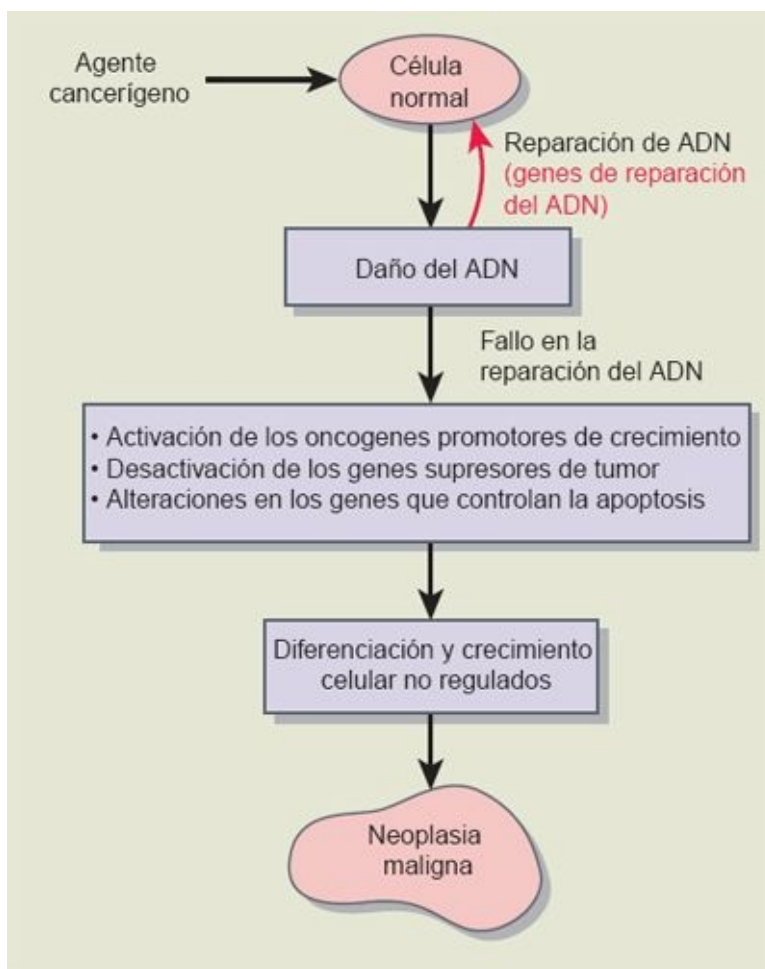 Agente
cancerígeno
Célula
normal
Reparación de ADN
(genes de reparación
del ADN)
Daño del ADN
Fallo en la
reparación del ADN
• Activación de los oncogenes promotores de crecimiento
• Desactivación de los genes supresores de tumor
• Alteraciones en los genes que controlan la apoptosis
Diferenciación y crecimiento
celular no regulados
Neoplasia
maligna